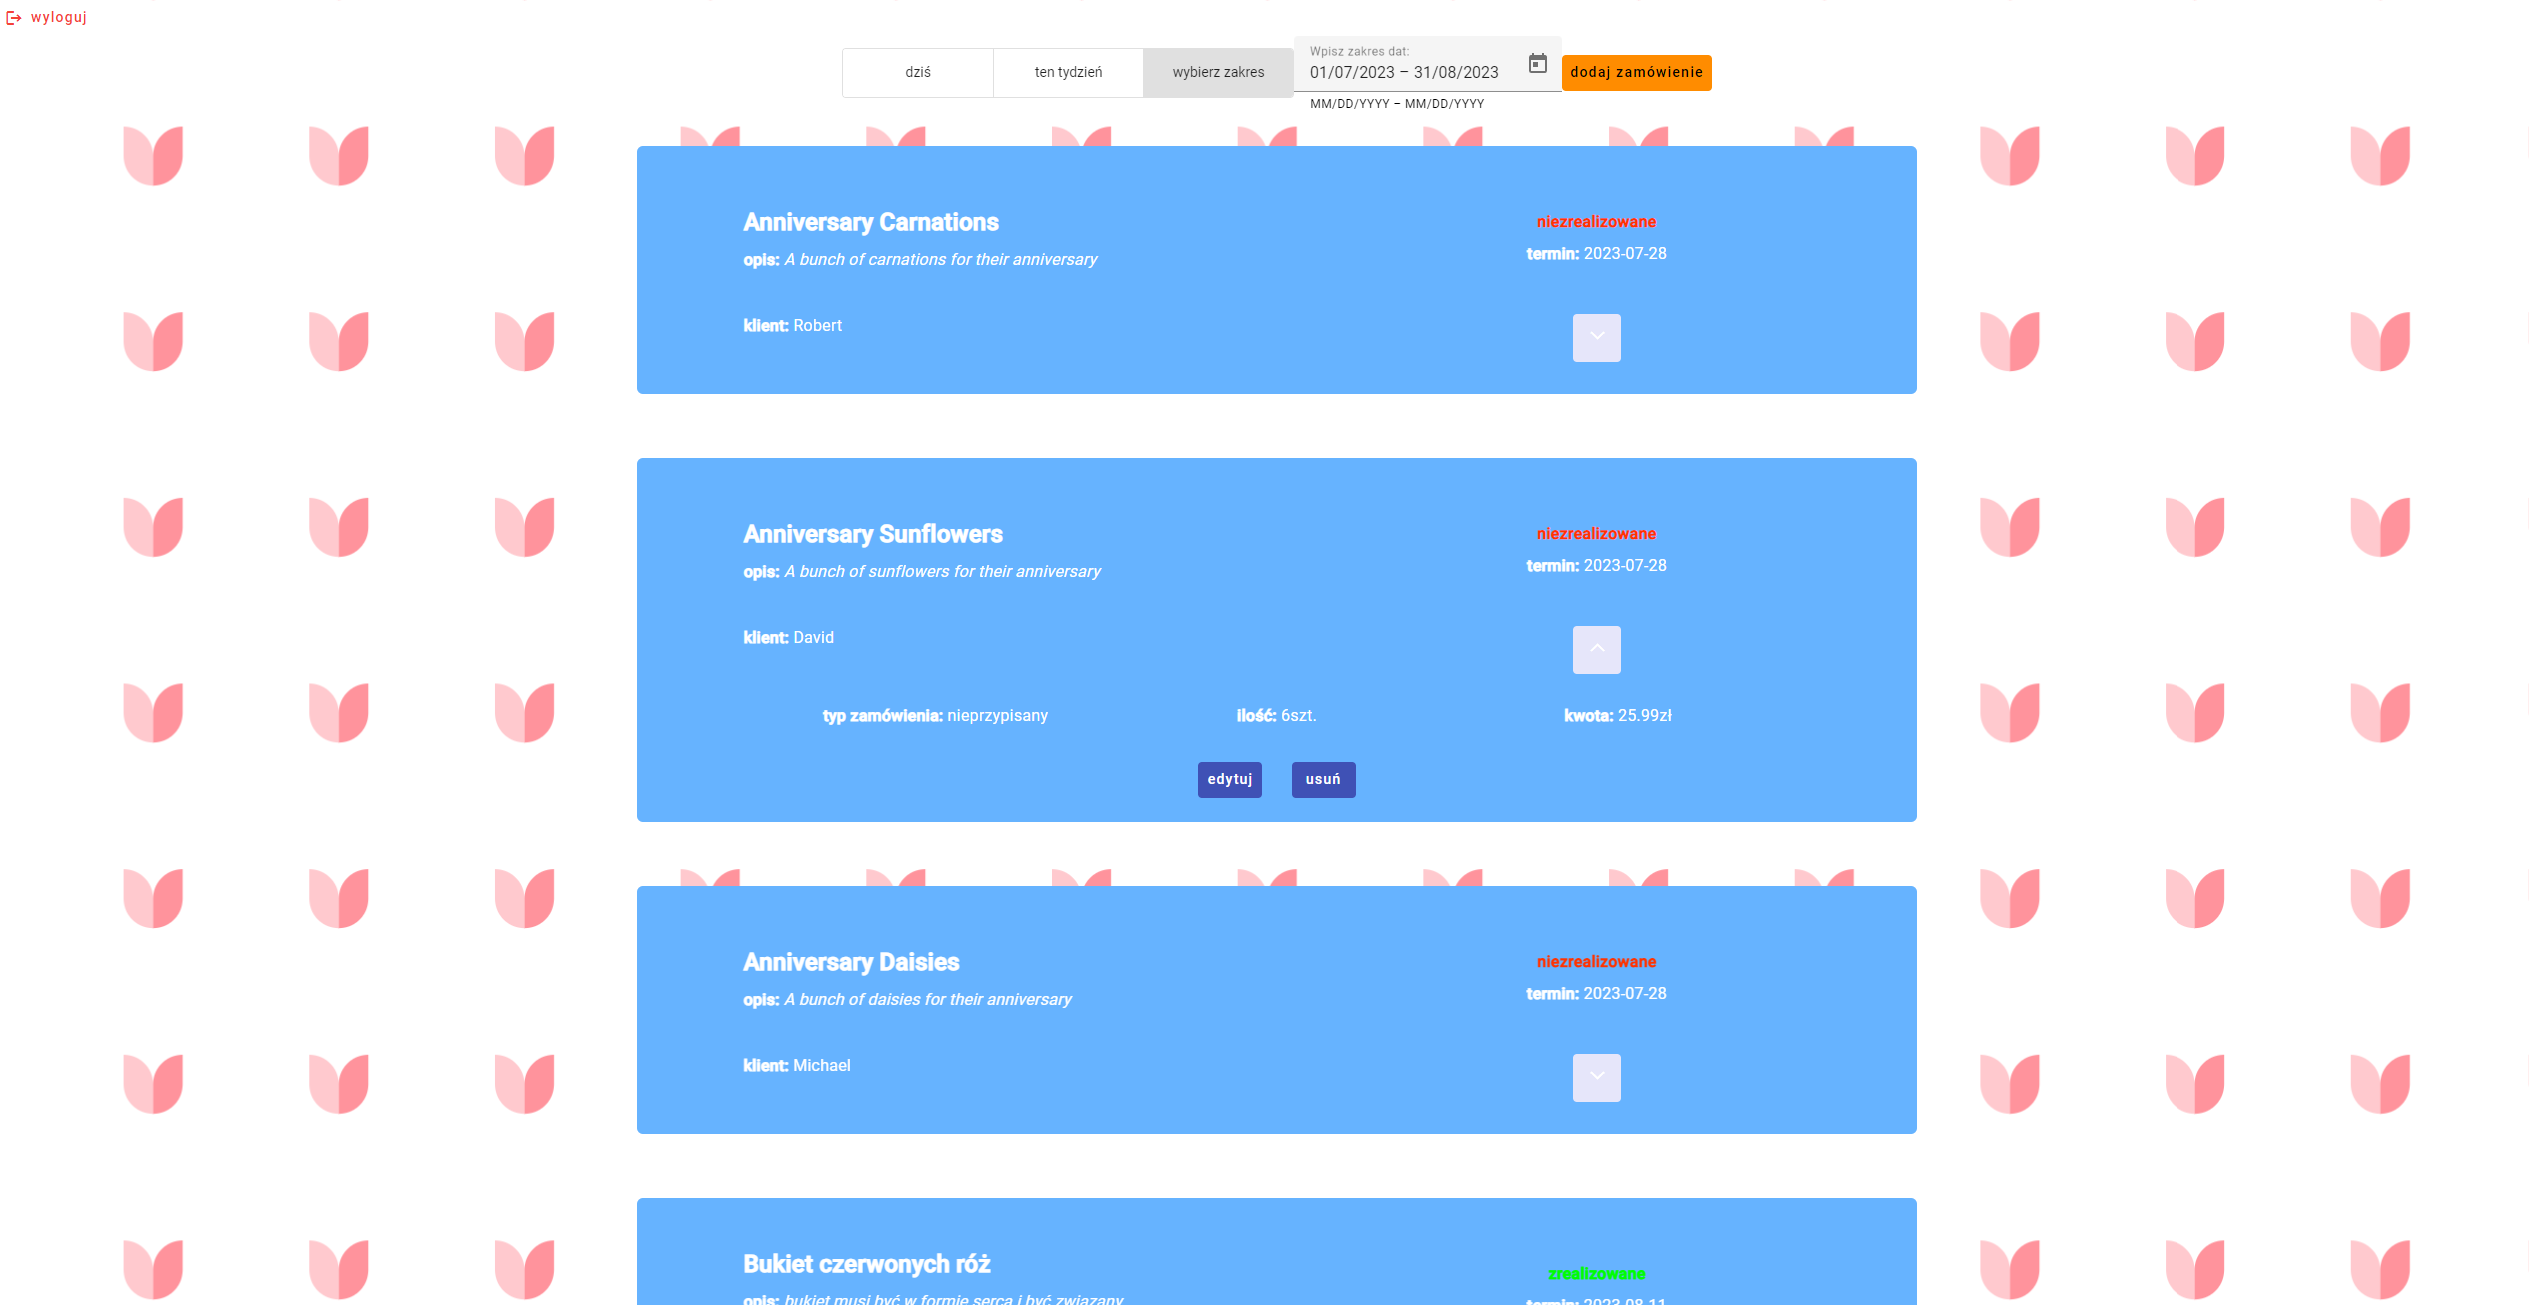 wyloguj
dziś
ten tydzień
wybierz zakres
Wpisz zakres dat:
01/07/2023 – 31/08/2023
MM/DD/YYYY – MM/DD/YYYY
dodaj zamówienie
Anniversary Carnations
niezrealizowane
opis: A bunch of carnations for their anniversary
termin: 2023-07-28
klient: Robert
Anniversary Sunflowers
niezrealizowane
opis: A bunch of sunflowers for their anniversary
termin: 2023-07-28
klient: David
typ zamówienia: nieprzypisany
ilość: 6szt.
kwota: 25.99zł
edytuj
usuń
Anniversary Daisies
niezrealizowane
opis: A bunch of daisies for their anniversary
termin: 2023-07-28
klient: Michael
Bukiet czerwonych róż
zrealizowane
opis: bukiet musi być w formie serca i być związany
termin: 2023-08-11